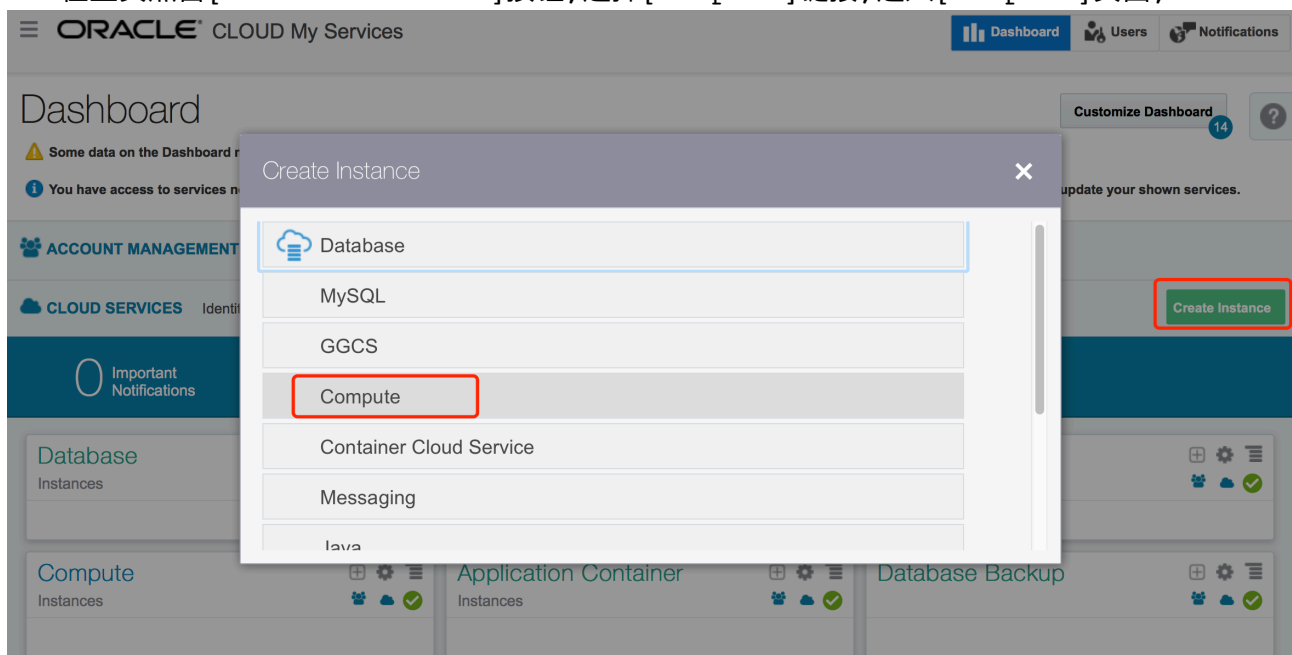 ORACLE CLOUD My Services
Dashboard
Users
Notifications
Dashboard
Customize Dashboard
14
?
Some data on the Dashboard
You have access to services
update your shown services.
Create Instance
ACCOUNT MANAGEMENT
CLOUD SERVICES
Create Instance
0 Important
Notifications
Database
MySQL
GGCS
Compute
Container Cloud Service
Messaging
Java
Database
Instances
Compute
Instances
Application Container
Instances
Database Backup